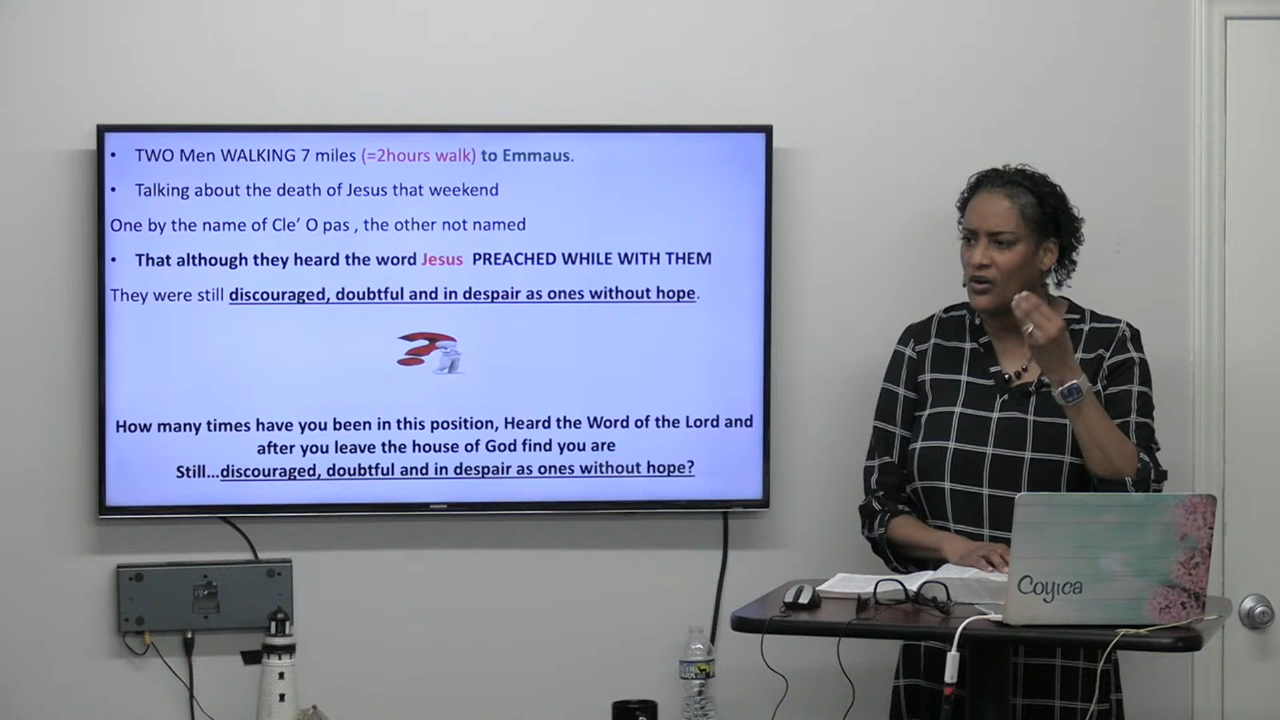 • TWO Men WALKING 7 miles (=2hours walk) to Emmaus.
• Talking about the death of Jesus that weekend
One by the name of Cle’ O pas , the other not named
• That although they heard the word Jesus PREACHED WHILE WITH THEM
They were still discouraged, doubtful and in despair as ones without hope.
How many times have you been in this position, Heard the Word of the Lord and
after you leave the house of God find you are
Still...discouraged, doubtful and in despair as ones without hope?
Coyica